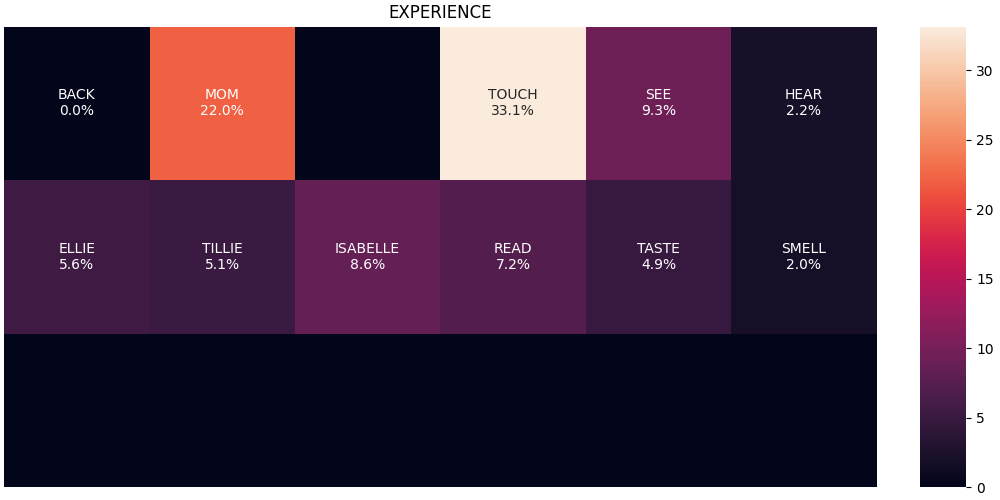 EXPERIENCE
BACK
0.0%
MOM
22.0%
TOUCH
33.1%
SEE
9.3%
HEAR
2.2%
ELLIE
5.6%
TILLIE
5.1%
ISABELLE
8.6%
READ
7.2%
TASTE
4.9%
SMELL
2.0%
30
25
20
15
10
5
0